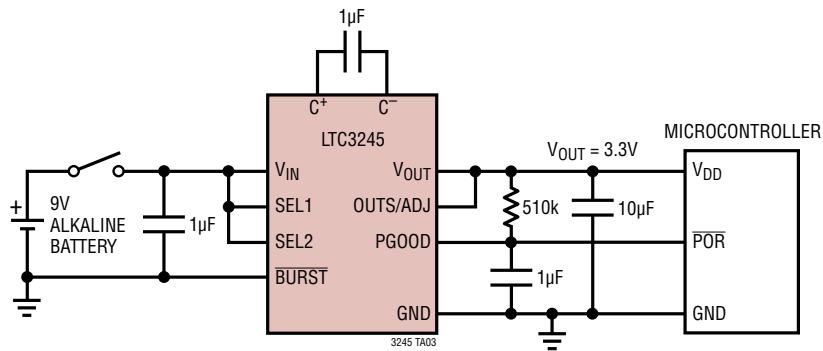 1µF
C+
C–
LTC3245
MICROCONTROLLER
VOUT = 3.3V
VIN
VOUT
VDD
+
9V
ALKALINE
BATTERY
1µF
SEL1
OUTS/ADJ
510k
10µF
SEL2
PGOOD
POR
BURST
1µF
GND
GND
3245 TA03